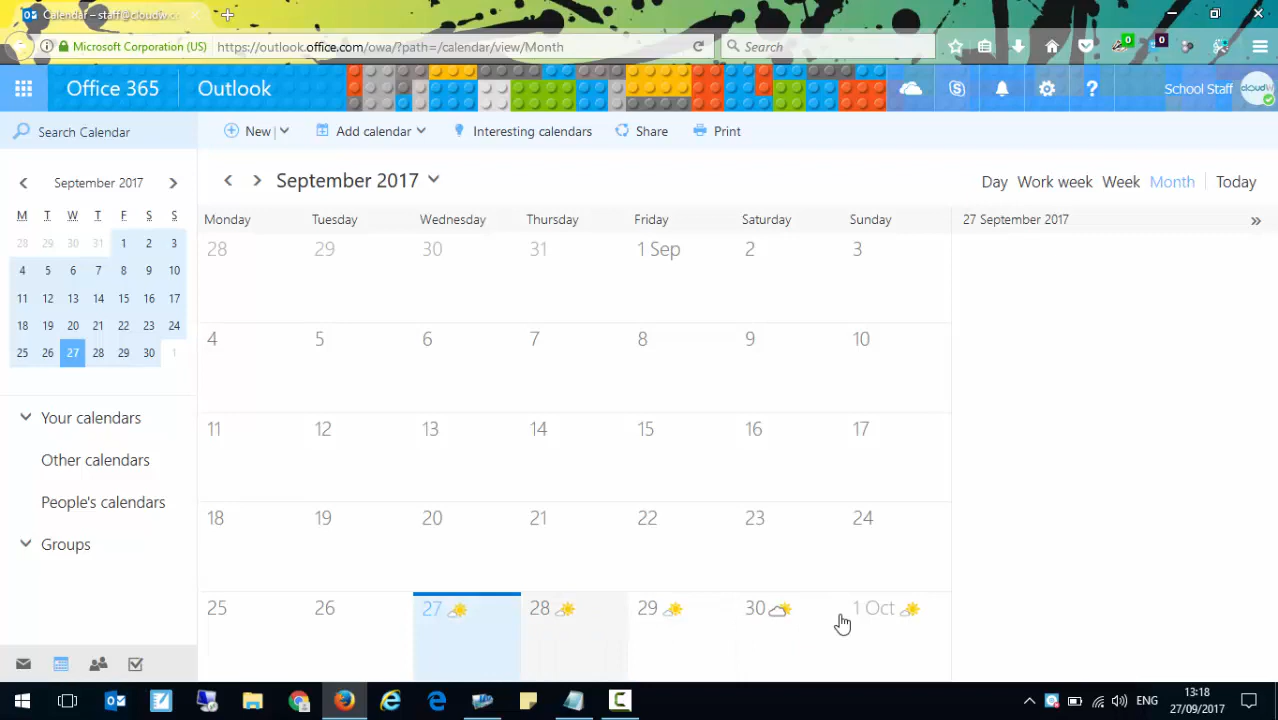 Calendar – staff@cloudw.cc
Microsoft Corporation (US) https://outlook.office.com/owa/?path=/calendar/view/Month Search 0 0
Office 365 Outlook School Staff cloudW
Search Calendar New Add calendar Interesting calendars Share Print
September 2017
M T W T F S S
28 29 30 31 1 2 3
4 5 6 7 8 9 10
11 12 13 14 15 16 17
18 19 20 21 22 23 24
25 26 27 28 29 30 1
Your calendars
Other calendars
People's calendars
Groups
September 2017 Day Work week Week Month Today
Monday Tuesday Wednesday Thursday Friday Saturday Sunday 27 September 2017
28 29 30 31 1 Sep 2 3
4 5 6 7 8 9 10
11 12 13 14 15 16 17
18 19 20 21 22 23 24
25 26 27 28 29 30 1 Oct
ENG 13:18
27/09/2017